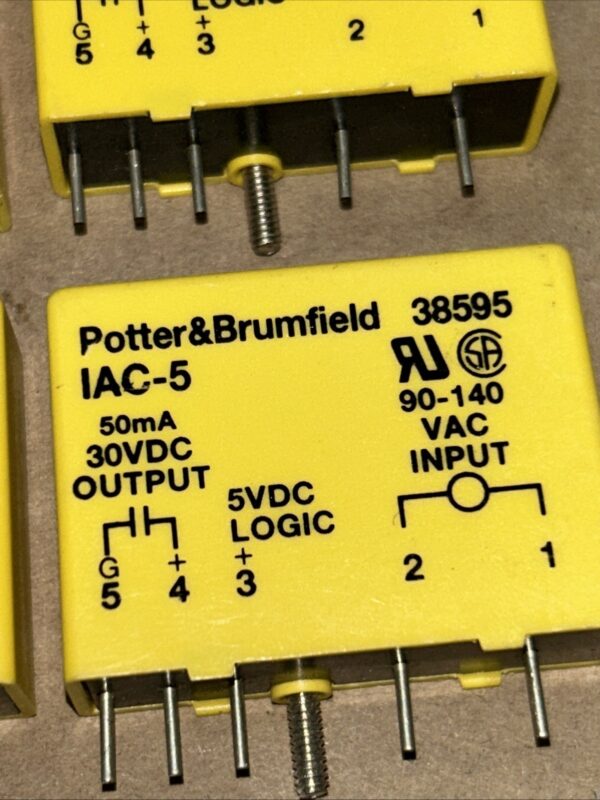 LOGIC
G + +
5 4 3 2 1
Potter&Brumfield 38595
IAC-5
90-140
VAC
INPUT
50mA
30VDC
OUTPUT
5VDC
LOGIC
G + +
5 4 3 2 1